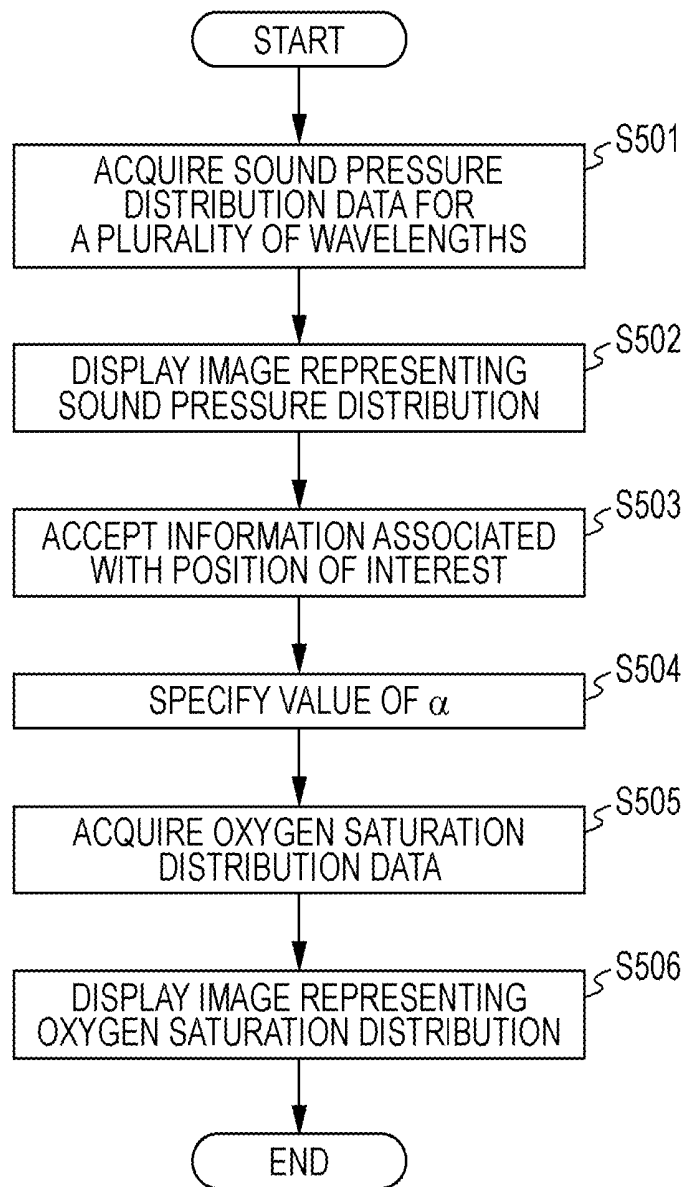 START
S501
ACQUIRE SOUND PRESSURE
DISTRIBUTION DATA FOR
A PLURALITY OF WAVELENGTHS
S502
DISPLAY IMAGE REPRESENTING
SOUND PRESSURE DISTRIBUTION
S503
ACCEPT INFORMATION ASSOCIATED
WITH POSITION OF INTEREST
S504
SPECIFY VALUE OF α
S505
ACQUIRE OXYGEN SATURATION
DISTRIBUTION DATA
S506
DISPLAY IMAGE REPRESENTING
OXYGEN SATURATION DISTRIBUTION
END